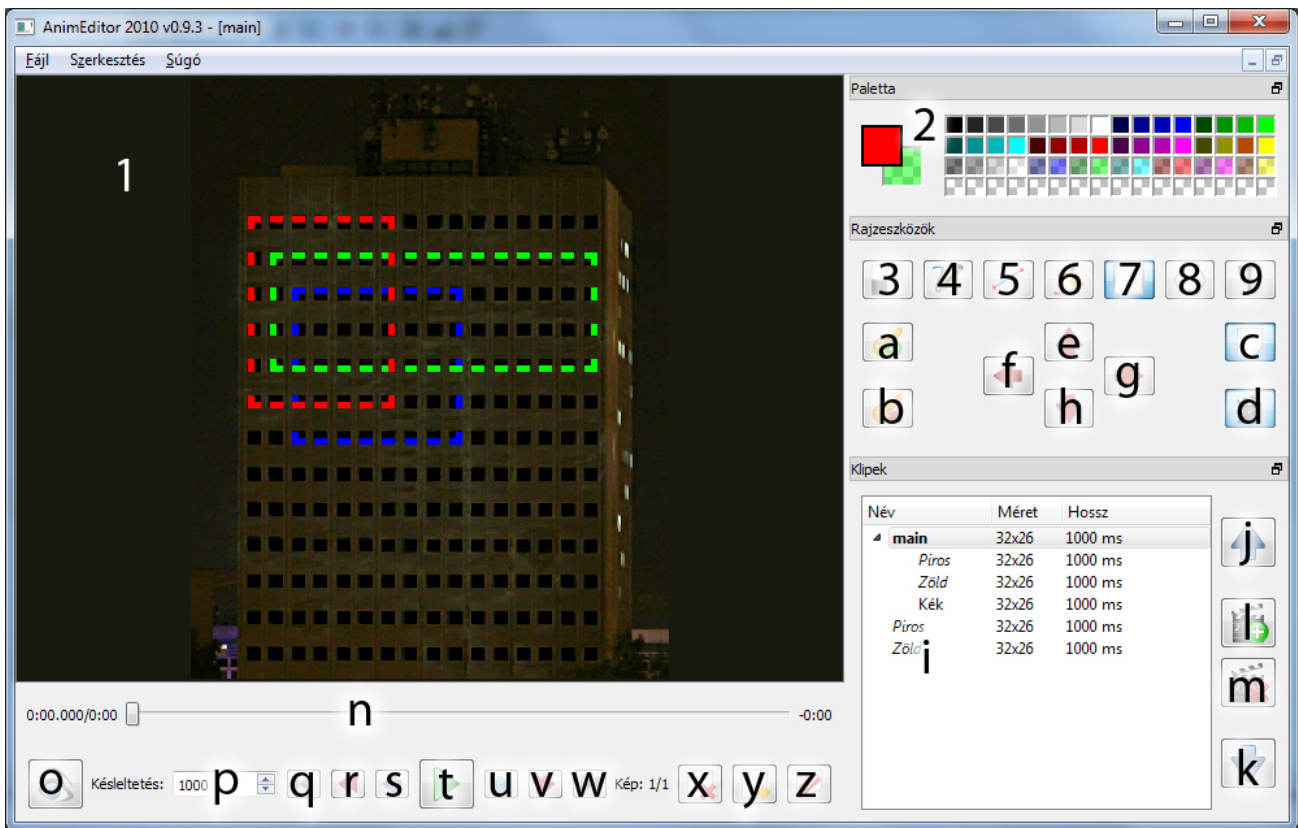 AnimEditor 2010 v0.9.3 - [main]
Fájl Szerkesztés Súgó
Paletta
1
2
Rajzeszközök
3 4 5 6 7 8 9
a e c
f g
b h d
Klipek
Név Méret Hossz
main 32x26 1000 ms
Piros 32x26 1000 ms
Zöld 32x26 1000 ms
Kék 32x26 1000 ms
Piros 32x26 1000 ms
Zöld 32x26 1000 ms
i
j
l
m
k
0:00.000/0:00 n -0:00
o Késleltetés: 1000 p q r s t u v w Kép: 1/1 x y z